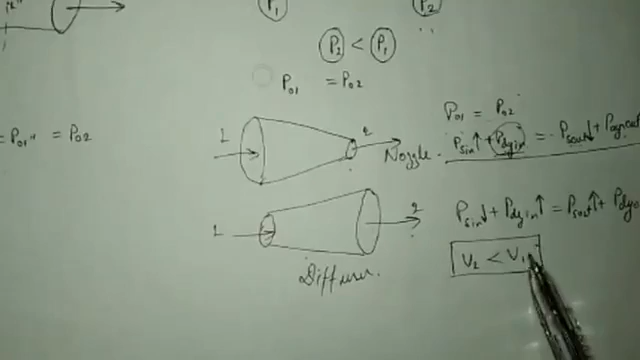 P1 P2
P2 < P1
P01 = P02
= P01" = P02
1 2
Nozzle.
P01 = P02
Psin↑ + Pdyin = Psout↓ + Pdyout
1 2
Diffuser.
Psin↓ + Pdyin↑ = Psout↑ + Pdyo
V2 < V1